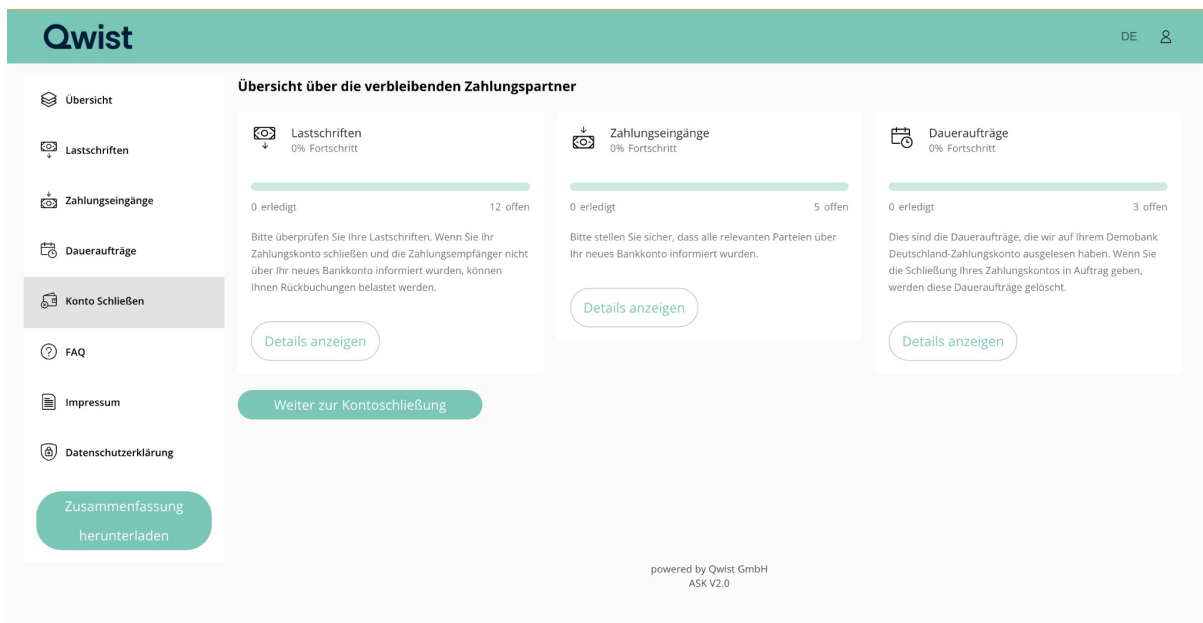 Qwist
DE
Übersicht
Lastschriften
Zahlungseingänge
Daueraufträge
Konto Schließen
FAQ
Impressum
Datenschutzerklärung
Zusammenfassung
herunterladen
Übersicht über die verbleibenden Zahlungspartner
Lastschriften
0% Fortschritt
0 erledigt 12 offen
Bitte überprüfen Sie Ihre Lastschriften. Wenn Sie Ihr
Zahlungskonto schließen und die Zahlungsempfänger nicht
über Ihr neues Bankkonto informiert wurden, können
Ihnen Rückbuchungen belastet werden.
Details anzeigen
Zahlungseingänge
0% Fortschritt
0 erledigt 5 offen
Bitte stellen Sie sicher, dass alle relevanten Parteien über
Ihr neues Bankkonto informiert wurden.
Details anzeigen
Daueraufträge
0% Fortschritt
0 erledigt 3 offen
Dies sind die Daueraufträge, die wir auf Ihrem Demobank
Deutschland-Zahlungskonto ausgelesen haben. Wenn Sie
die Schließung Ihres Zahlungskontos in Auftrag geben,
werden diese Daueraufträge gelöscht.
Details anzeigen
Weiter zur Kontoschließung
powered by Qwist GmbH
ASK V2.0